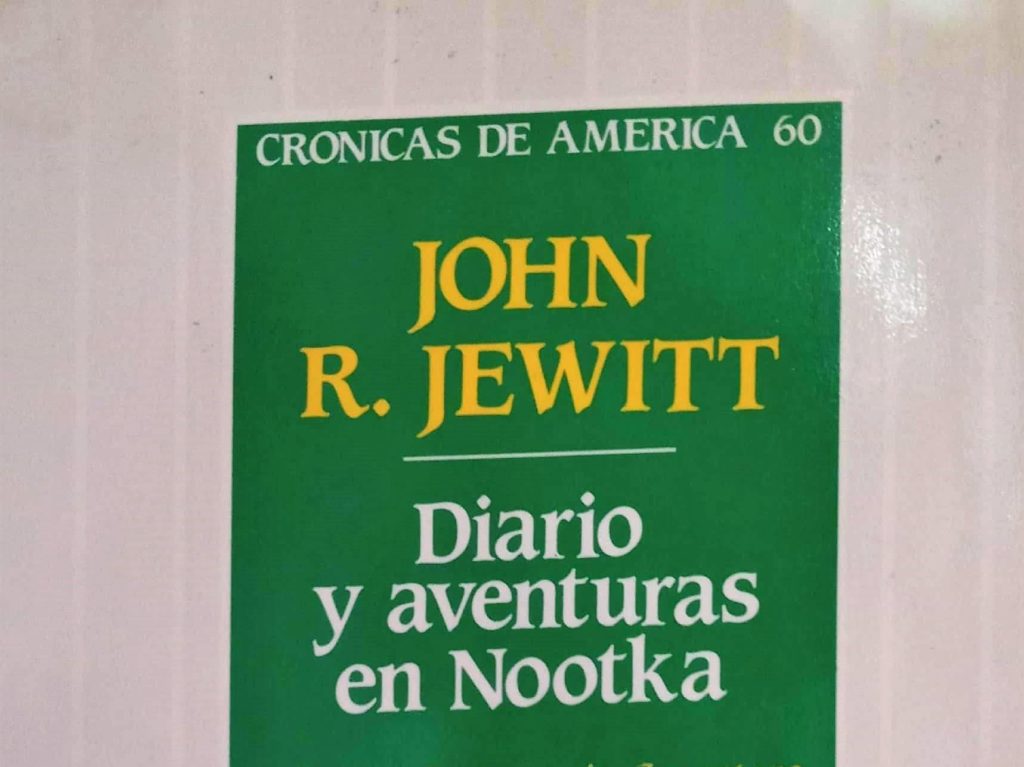 CRONICAS DE AMERICA 60
JOHN
R. JEWITT
Diario
y aventuras
en Nootka